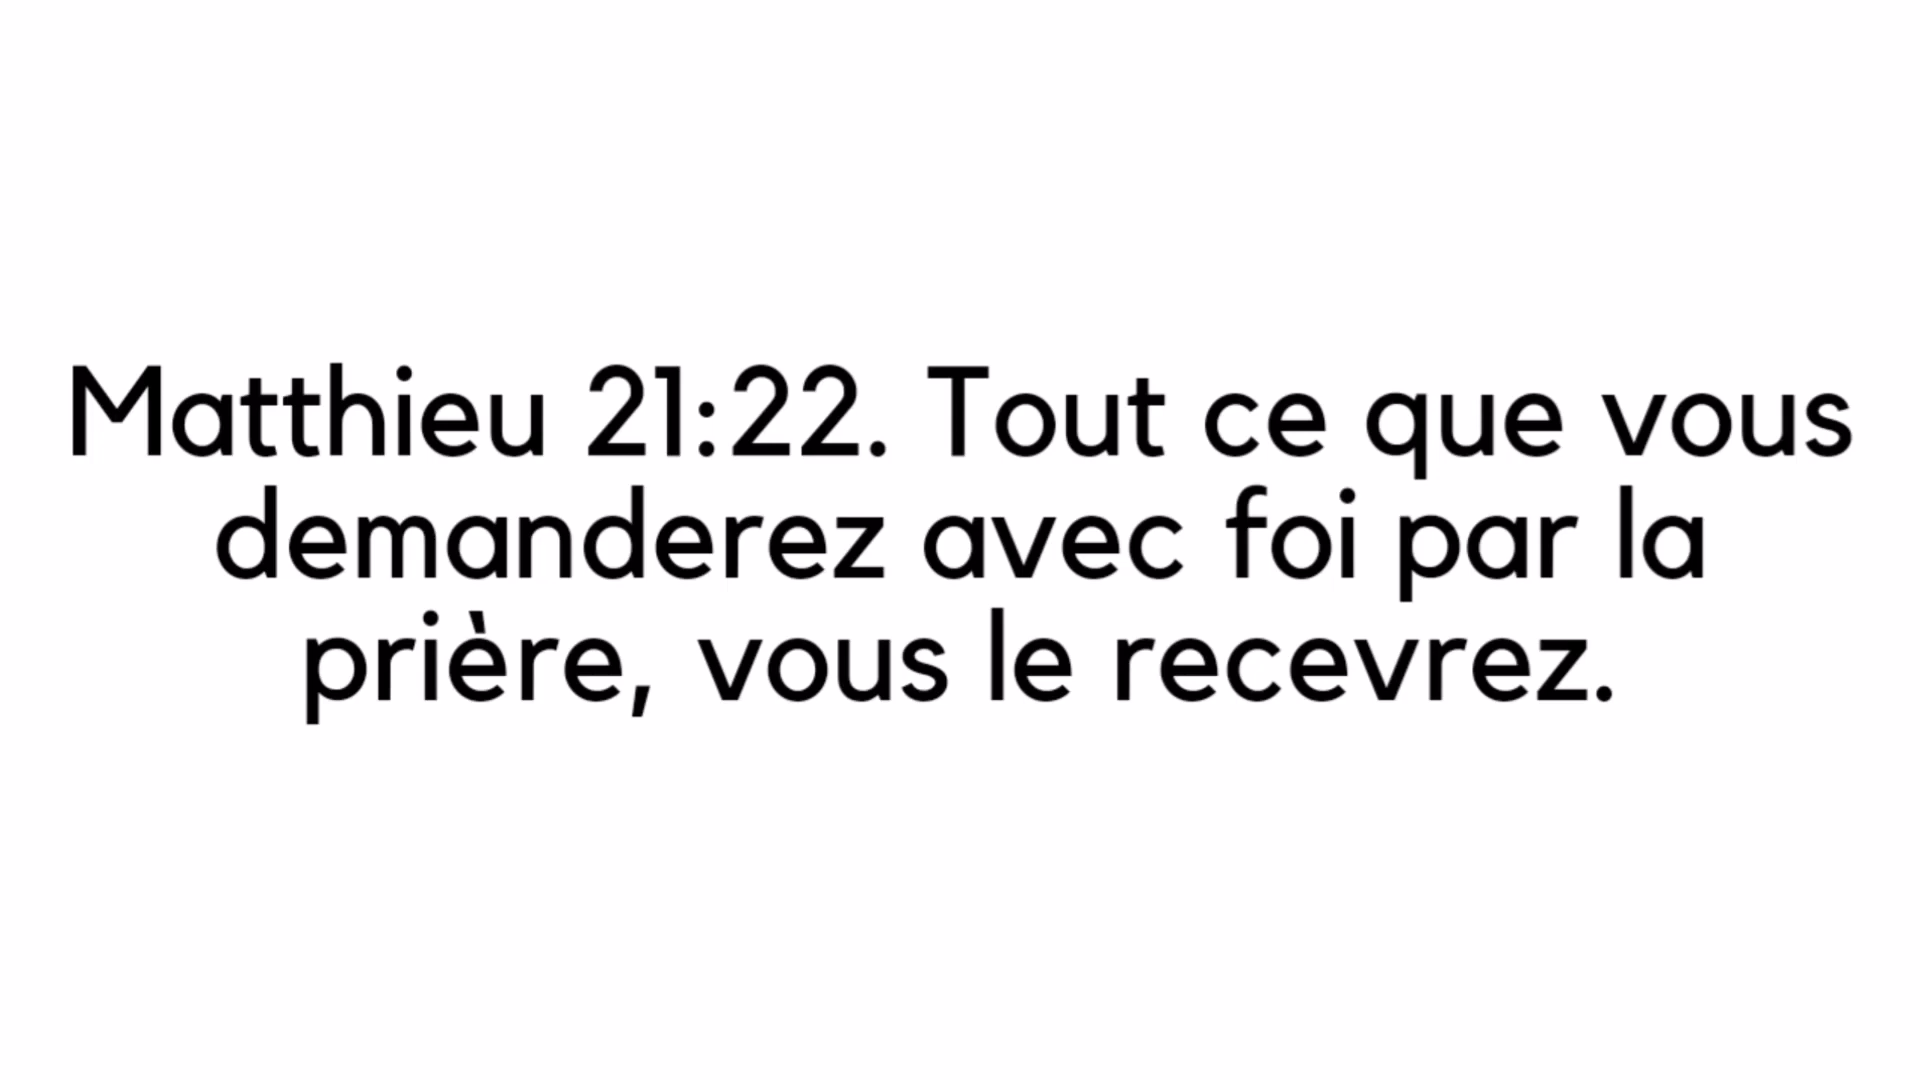 Matthieu 21:22. Tout ce que vous
demanderez avec foi par la
prière, vous le recevrez.